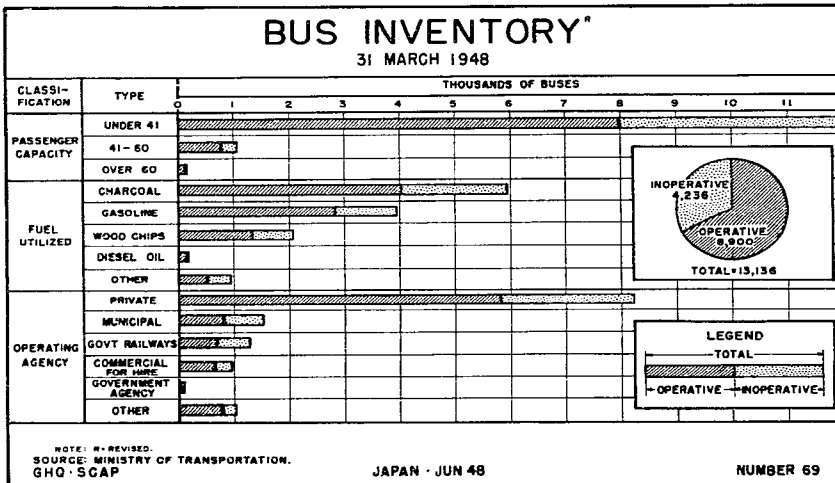 BUS INVENTORY R
31 MARCH 1948
CLASSI-
FICATION
TYPE
THOUSANDS OF BUSES
0 1 2 3 4 5 6 7 8 9 10 11
PASSENGER
CAPACITY
UNDER 41
41-60
OVER 60
FUEL
UTILIZED
CHARCOAL
GASOLINE
WOOD CHIPS
DIESEL OIL
OTHER
OPERATING
AGENCY
PRIVATE
MUNICIPAL
GOVT RAILWAYS
COMMERCIAL
FOR HIRE
GOVERNMENT
AGENCY
OTHER
INOPERATIVE
4,236
OPERATIVE
8,900
TOTAL=13,136
LEGEND
TOTAL
OPERATIVE INOPERATIVE
NOTE: R=REVISED.
SOURCE: MINISTRY OF TRANSPORTATION.
GHQ-SCAP JAPAN - JUN 48 NUMBER 69